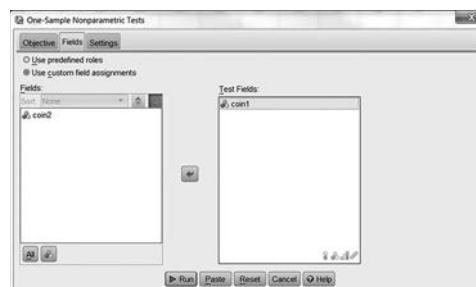 One-Sample Nonparametric Tests
Objective Fields Settings
Use predefined roles
Use custom field assignments
Fields:
Sort: None
coin2
All
Test Fields:
coin1
Run Paste Reset Cancel Help